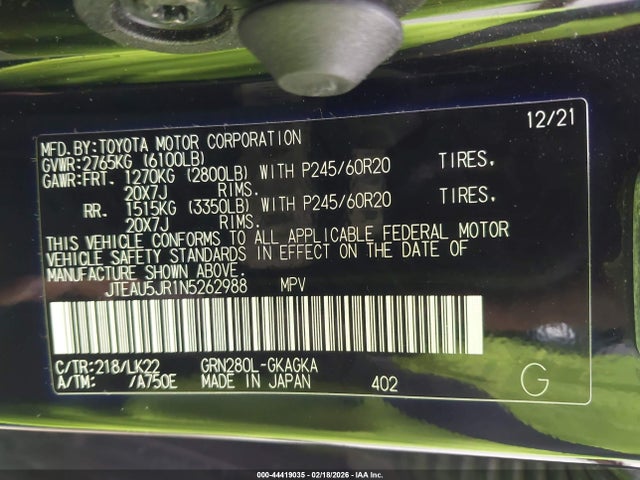 12/21
MFD.BY:TOYOTA MOTOR CORPORATION
GVWR:2765KG (6100LB)
GAWR:FRT. 1270KG (2800LB) WITH P245/60R20 TIRES,
20X7J RIMS.
RR. 1515KG (3350LB) WITH P245/60R20 TIRES,
20X7J RIMS.
THIS VEHICLE CONFORMS TO ALL APPLICABLE FEDERAL MOTOR
VEHICLE SAFETY STANDARDS IN EFFECT ON THE DATE OF
MANUFACTURE SHOWN ABOVE.
JTEAU5JR1N5262988 MPV
C/TR:218/LK22 GRN280L-GKAGKA
A/TM: /A750E MADE IN JAPAN 402
G
000-44419035 - 02/18/2026 - IAA Inc.